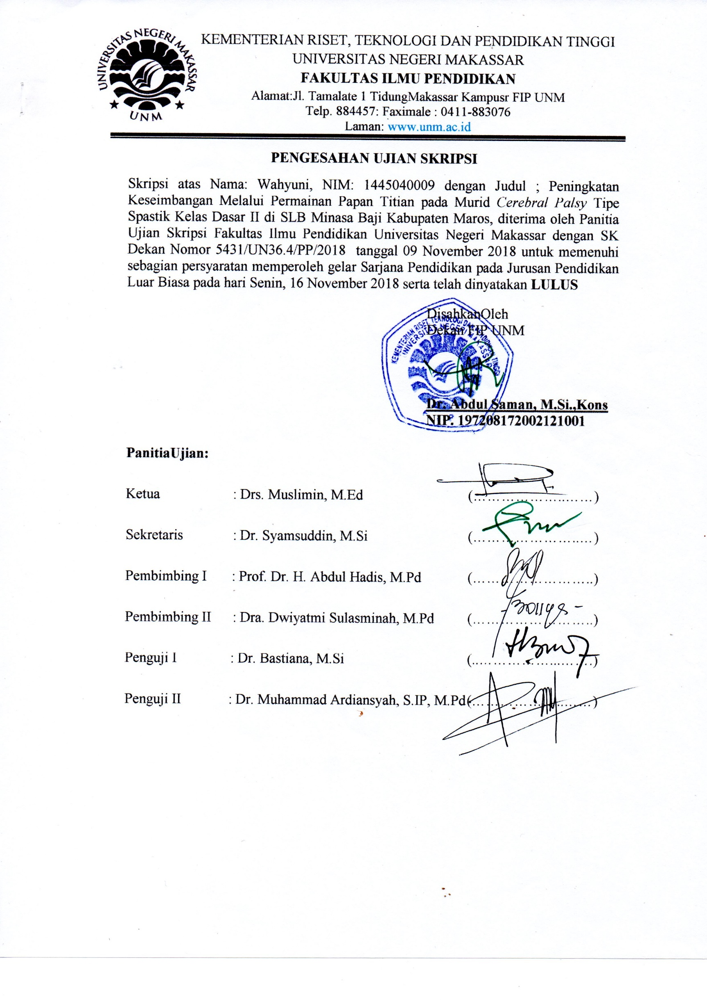 UNIVERSITAS NEGERI MAKASSAR
UNM
KEMENTERIAN RISET, TEKNOLOGI DAN PENDIDIKAN TINGGI
UNIVERSITAS NEGERI MAKASSAR
FAKULTAS ILMU PENDIDIKAN
Alamat:Jl. Tamalate 1 TidungMakassar Kampusr FIP UNM
Telp. 884457: Faximale : 0411-883076
Laman: www.unm.ac.id
PENGESAHAN UJIAN SKRIPSI
Skripsi atas Nama: Wahyuni, NIM: 1445040009 dengan Judul ; Peningkatan
Keseimbangan Melalui Permainan Papan Titian pada Murid Cerebral Palsy Tipe
Spastik Kelas Dasar II di SLB Minasa Baji Kabupaten Maros, diterima oleh Panitia
Ujian Skripsi Fakultas Ilmu Pendidikan Universitas Negeri Makassar dengan SK
Dekan Nomor 5431/UN36.4/PP/2018 tanggal 09 November 2018 untuk memenuhi
sebagian persyaratan memperoleh gelar Sarjana Pendidikan pada Jurusan Pendidikan
Luar Biasa pada hari Senin, 16 November 2018 serta telah dinyatakan LULUS
DisahkanOleh
Dekan FIP UNM
KEMENTERIAN RISET, TEKNOLOGI DAN PENDIDIKAN TINGGI
UNIVERSITAS NEGERI MAKASSAR
Dr. Abdul Saman, M.Si.,Kons
NIP. 197208172002121001
PanitiaUjian:
Ketua : Drs. Muslimin, M.Ed (..............................)
Sekretaris : Dr. Syamsuddin, M.Si (..............................)
Pembimbing I : Prof. Dr. H. Abdul Hadis, M.Pd (..............................)
Pembimbing II : Dra. Dwiyatmi Sulasminah, M.Pd (..............................)
Penguji I : Dr. Bastiana, M.Si (..............................)
Penguji II : Dr. Muhammad Ardiansyah, S.IP, M.Pd(..............................)